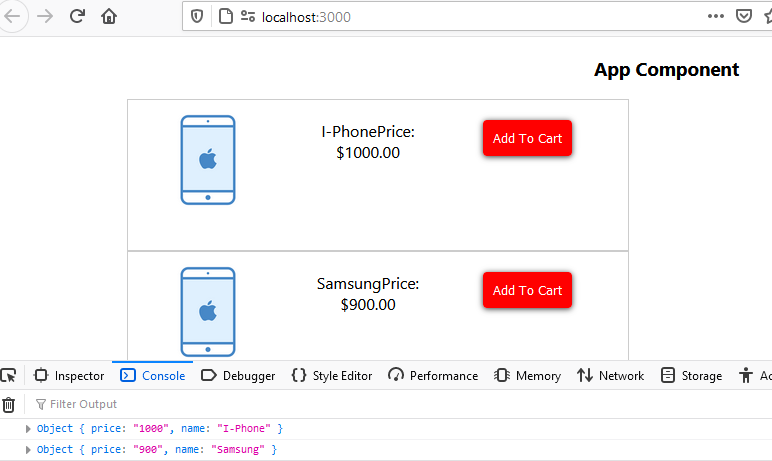 localhost:3000
App Component
I-PhonePrice:
$1000.00
Add To Cart
SamsungPrice:
$900.00
Add To Cart
Inspector Console Debugger Style Editor Performance Memory Network Storage Ac
Filter Output
Object { price: "1000", name: "I-Phone" }
Object { price: "900", name: "Samsung" }